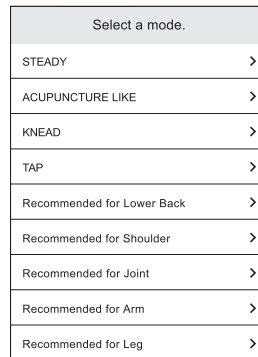 Select a mode.
STEADY
ACUPUNCTURE LIKE
KNEAD
TAP
Recommended for Lower Back
Recommended for Shoulder
Recommended for Joint
Recommended for Arm
Recommended for Leg